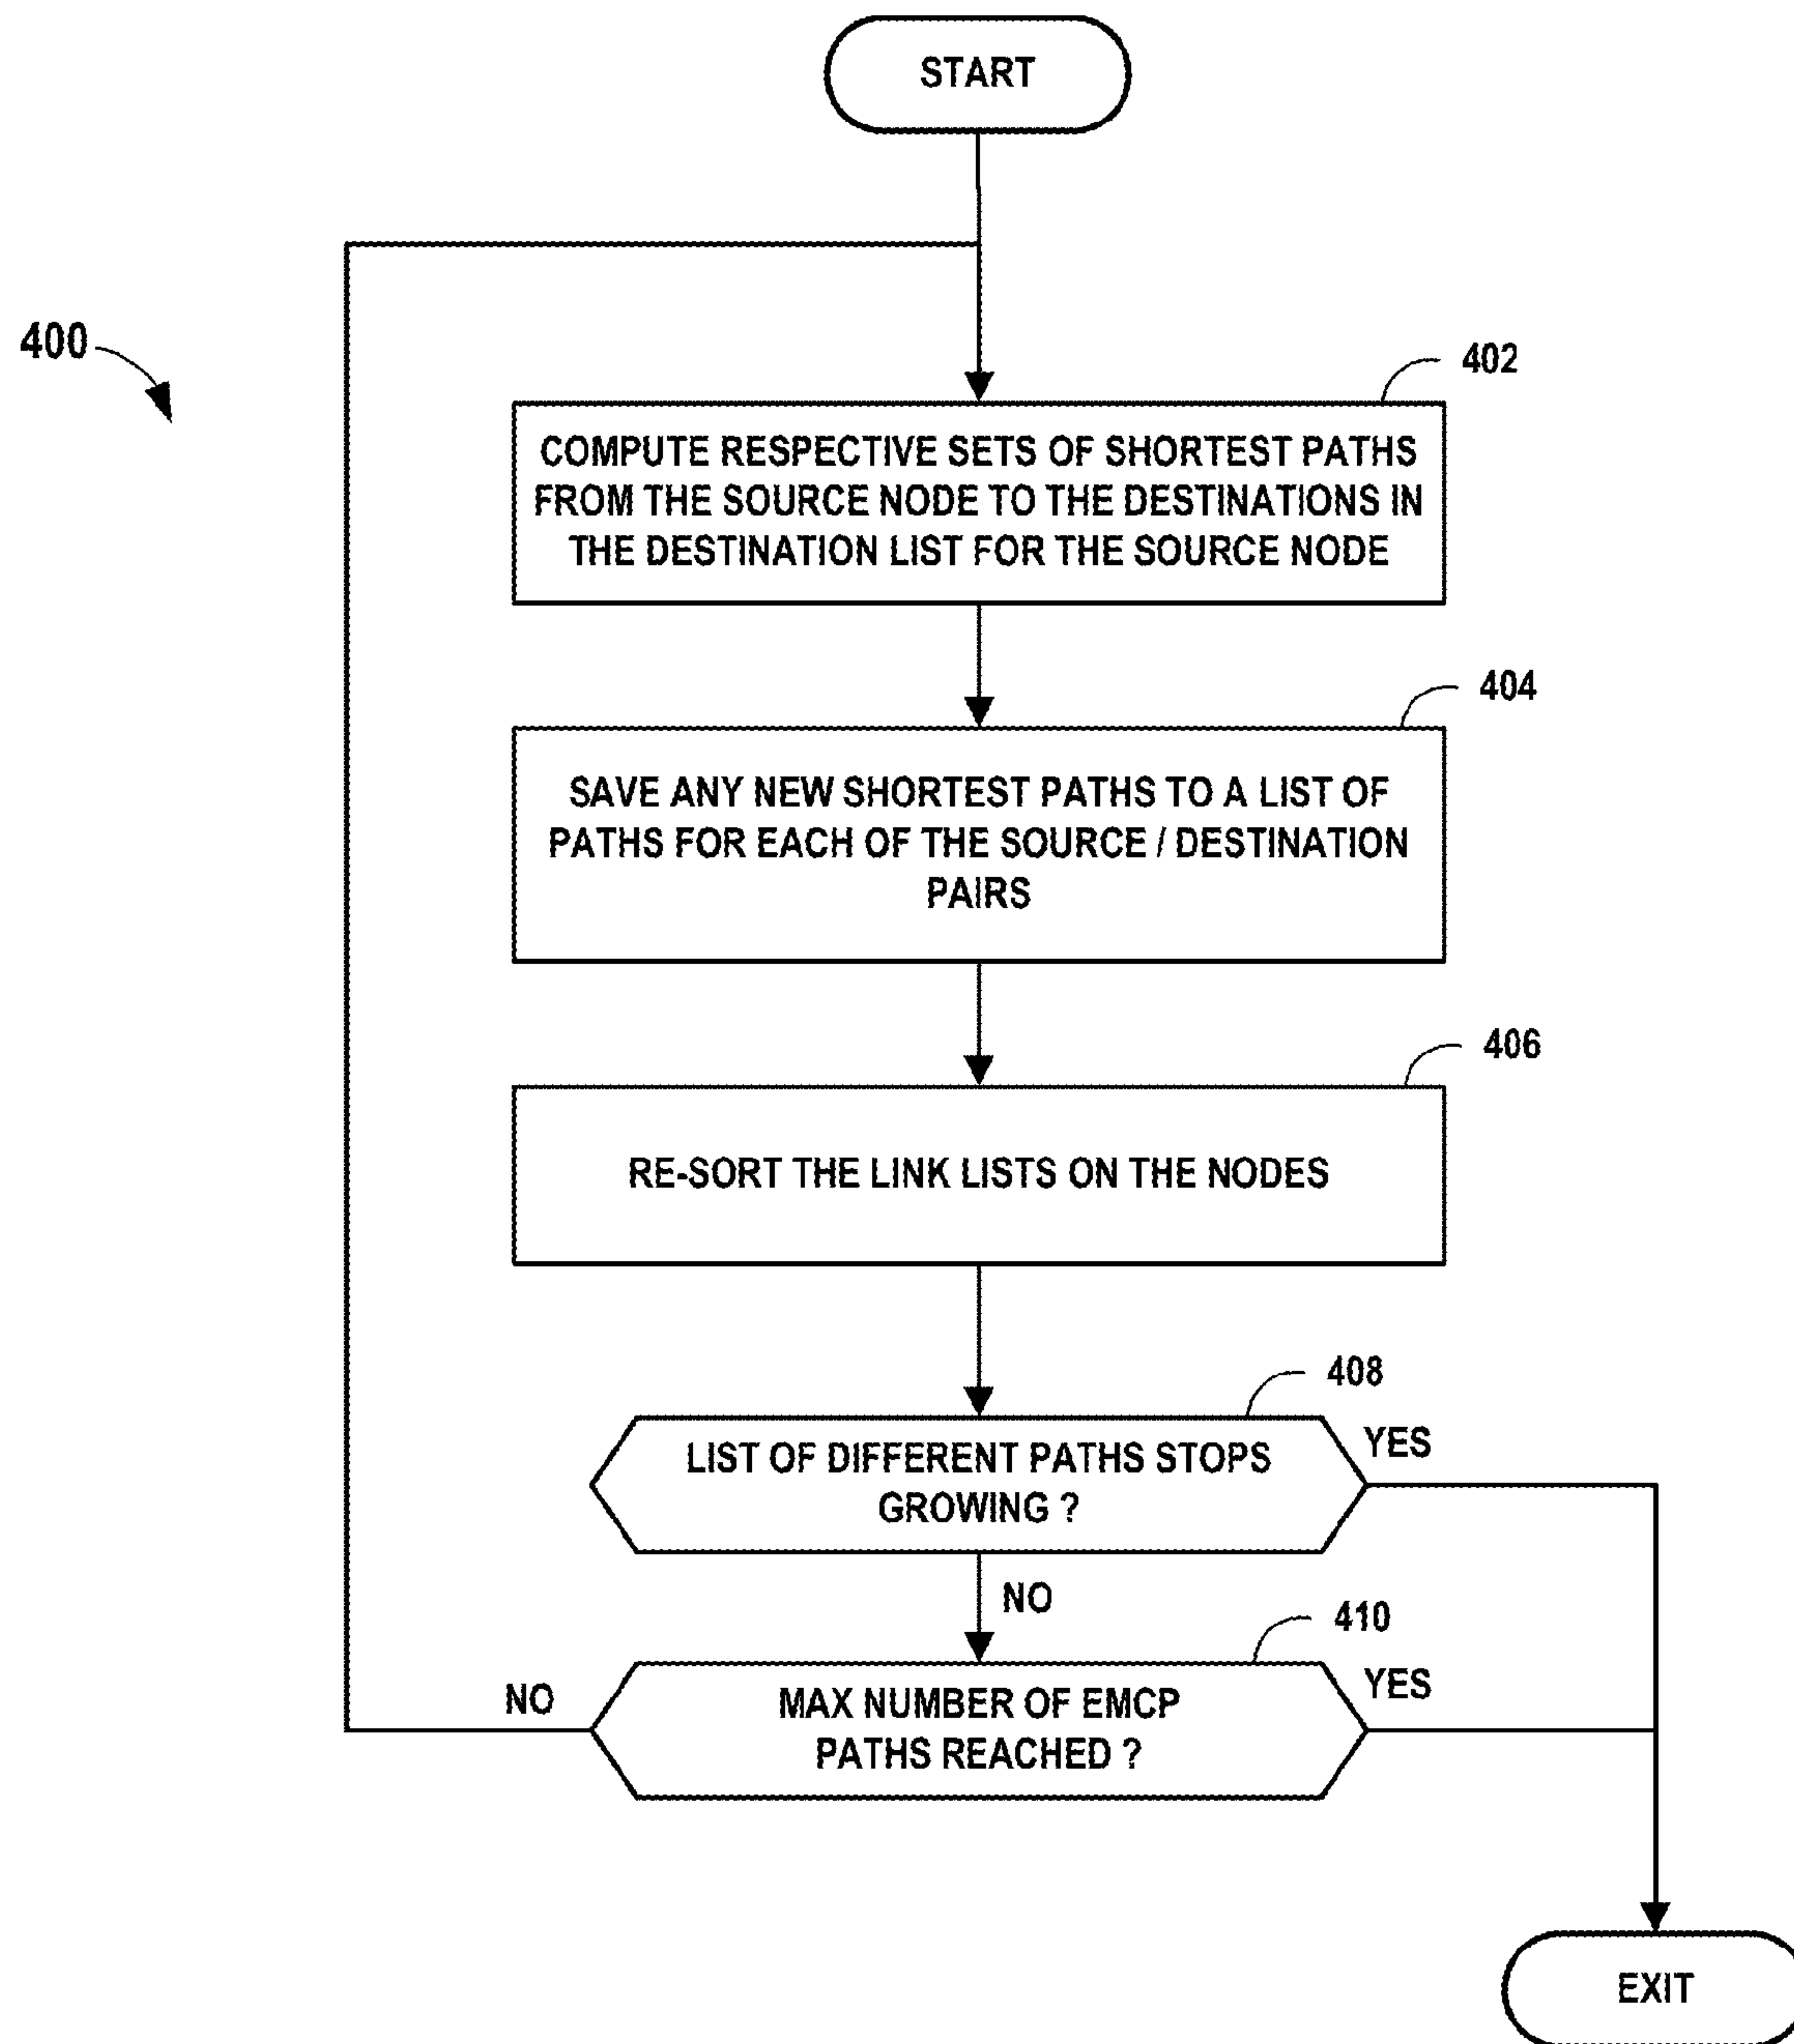 START
400
402
COMPUTE RESPECTIVE SETS OF SHORTEST PATHS
FROM THE SOURCE NODE TO THE DESTINATIONS IN
THE DESTINATION LIST FOR THE SOURCE NODE
404
SAVE ANY NEW SHORTEST PATHS TO A LIST OF
PATHS FOR EACH OF THE SOURCE / DESTINATION
PAIRS
406
RE-SORT THE LINK LISTS ON THE NODES
408
LIST OF DIFFERENT PATHS STOPS
GROWING ?
YES
NO
410
MAX NUMBER OF EMCP
PATHS REACHED ?
YES
NO
EXIT